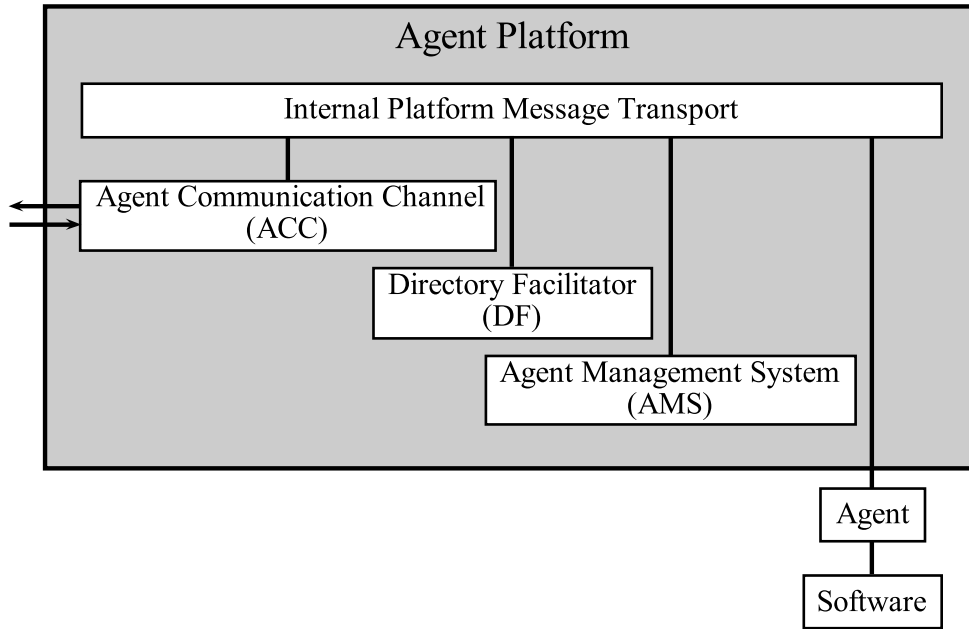 Agent Platform
Internal Platform Message Transport
Agent Communication Channel
(ACC)
Directory Facilitator
(DF)
Agent Management System
(AMS)
Agent
Software